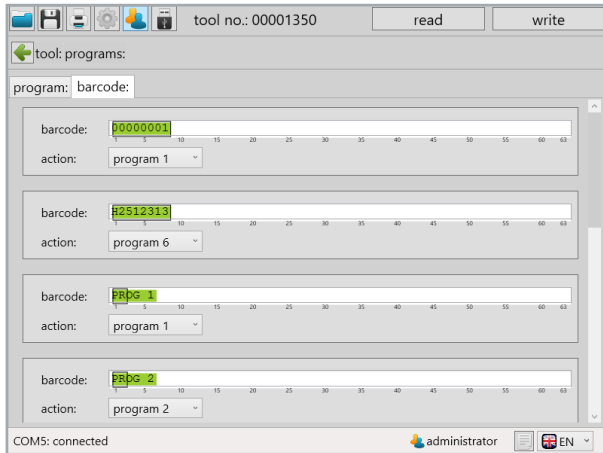 tool no.: 00001350 read write
tool: programs:
program: barcode:
barcode: 00000001
1 5 10 15 20 25 30 35 40 45 50 55 60 63
action: program 1
barcode: H2512313
1 5 10 15 20 25 30 35 40 45 50 55 60 63
action: program 6
barcode: PROG 1
1 5 10 15 20 25 30 35 40 45 50 55 60 63
action: program 1
barcode: PROG 2
1 5 10 15 20 25 30 35 40 45 50 55 60 63
action: program 2
COM5: connected administrator EN